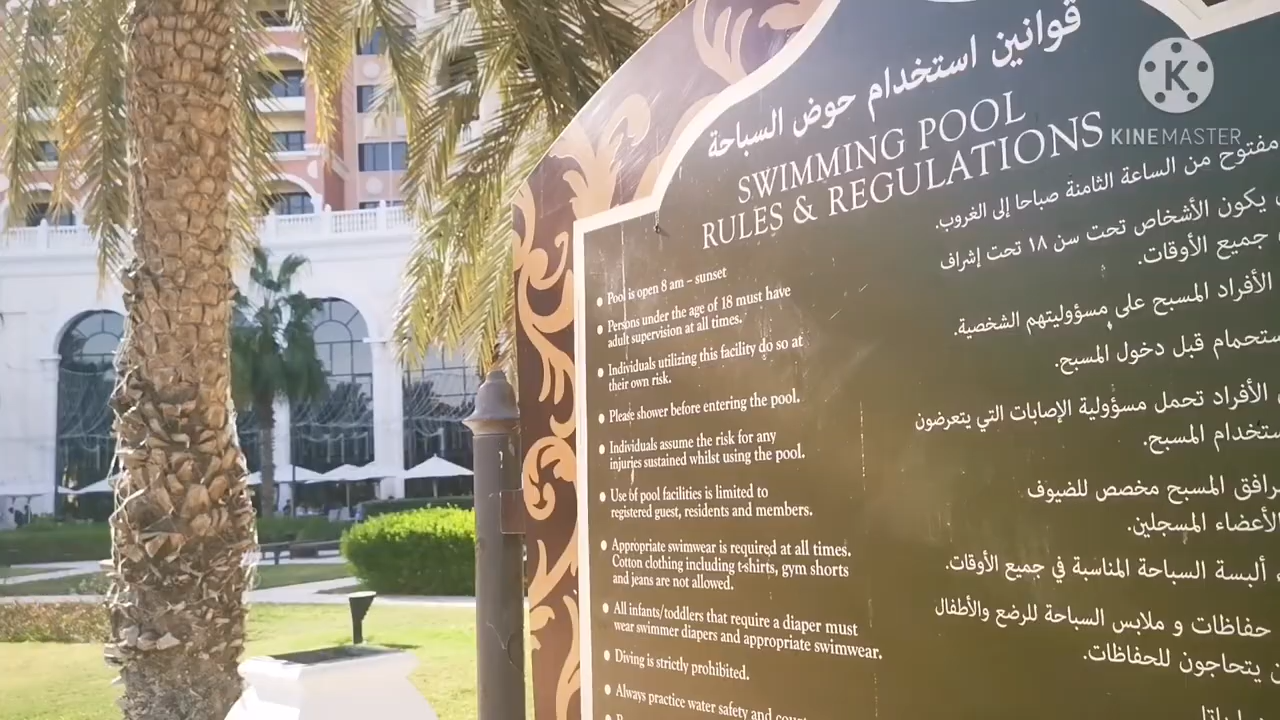 قوانين استخدام حوض السباحة
SWIMMING POOL
RULES & REGULATIONS
K
KINEMASTER
Pool is open 8 am – sunset
Persons under the age of 18 must have
adult supervision at all times.
Individuals utilizing this facility do so at
their own risk.
Please shower before entering the pool.
Individuals assume the risk for any
injuries sustained whilst using the pool.
Use of pool facilities is limited to
registered guest, residents and members.
Appropriate swimwear is required at all times.
Cotton clothing including t-shirts, gym shorts
and jeans are not allowed.
All infants/toddlers that require a diaper must
wear swimmer diapers and appropriate swimwear.
Diving is strictly prohibited.
Always practice water safety and
مفتوح من الساعة الثامنة صباحا إلى الغروب.
يكون الأشخاص تحت سن ١٨ تحت إشراف
جميع الأوقات.
الأفراد المسبح على مسؤوليتهم الشخصية.
قبل دخول المسبح.
الأفراد تحمل مسؤولية الإصابات التي يتعرضون
المسبح.
المسبح مخصص للضيوف
الأعضاء المسجلين.
ألبسة السباحة المناسبة في جميع الأوقات.
حفاظات و ملابس السباحة للرضع والأطفال
يتحاجون للحفاظات.